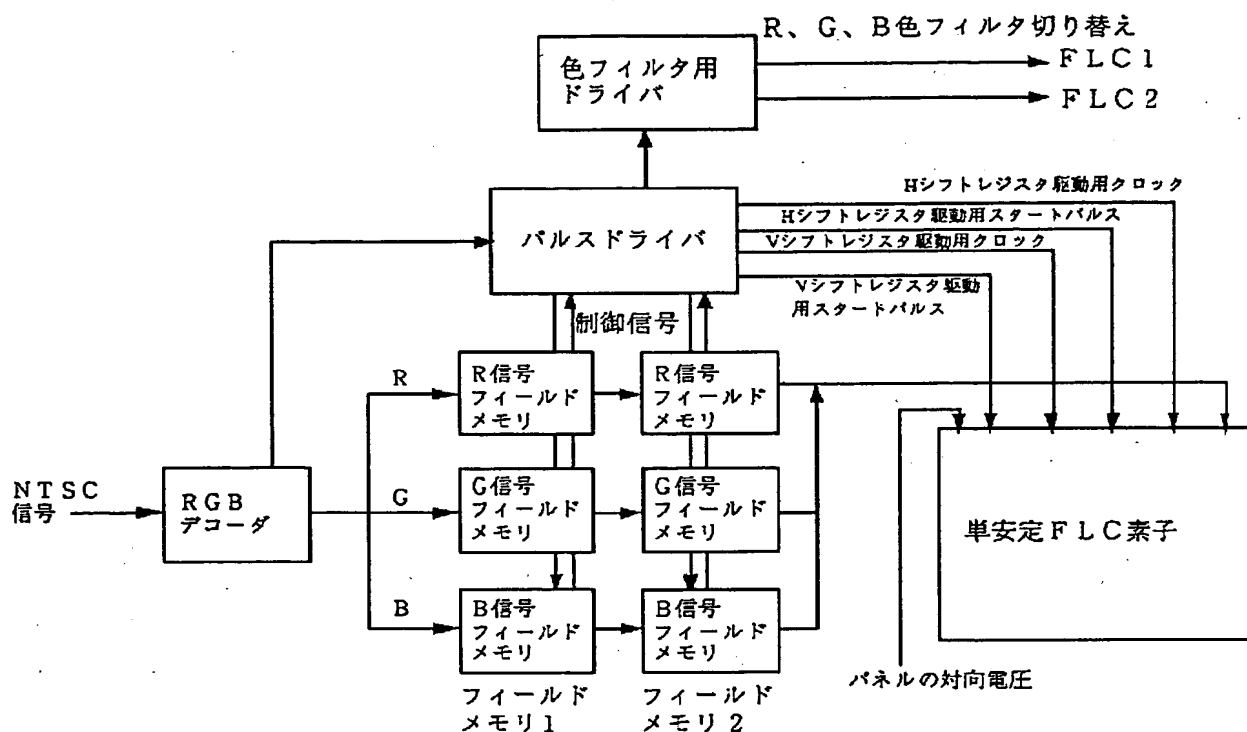 R、G、B色フィルタ切り替え
色フィルタ用
ドライバ
FLC1
FLC2
Hシフトレジスタ駆動用クロック
Hシフトレジスタ駆動用スタートパルス
パルスドライバ
Vシフトレジスタ駆動用クロック
Vシフトレジスタ駆動
用スタートパルス
制御信号
R
R信号
フィールド
メモリ
R信号
フィールド
メモリ
NTSC
信号
RGB
デコーダ
G
G信号
フィールド
メモリ
G信号
フィールド
メモリ
単安定FLC素子
B
B信号
フィールド
メモリ
B信号
フィールド
メモリ
パネルの対向電圧
フィールド
メモリ1
フィールド
メモリ2